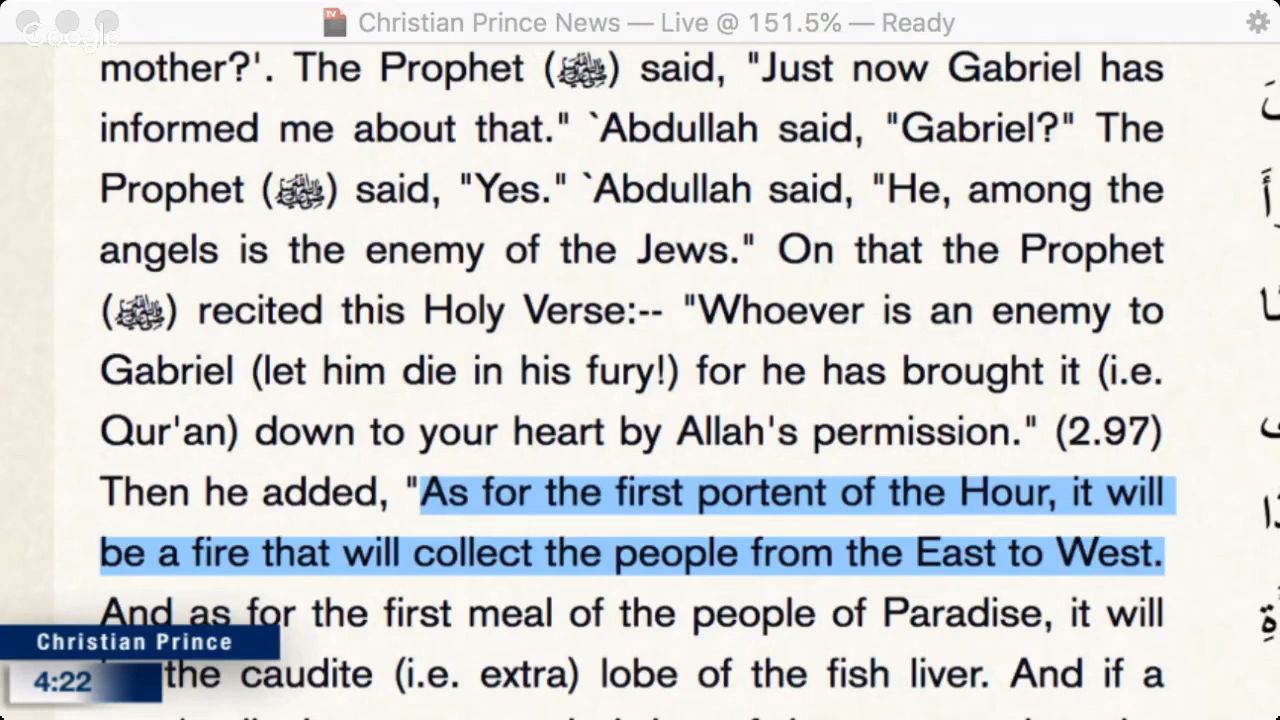 Christian Prince News — Live @ 151.5% — Ready
Google
mother?'. The Prophet (ﷺ) said, "Just now Gabriel has
informed me about that." `Abdullah said, "Gabriel?" The
Prophet (ﷺ) said, "Yes." `Abdullah said, "He, among the
angels is the enemy of the Jews." On that the Prophet
(ﷺ) recited this Holy Verse:-- "Whoever is an enemy to
Gabriel (let him die in his fury!) for he has brought it (i.e.
Qur'an) down to your heart by Allah's permission." (2.97)
Then he added, "As for the first portent of the Hour, it will
be a fire that will collect the people from the East to West.
And as for the first meal of the people of Paradise, it will
the caudite (i.e. extra) lobe of the fish liver. And if a
Christian Prince
4:22